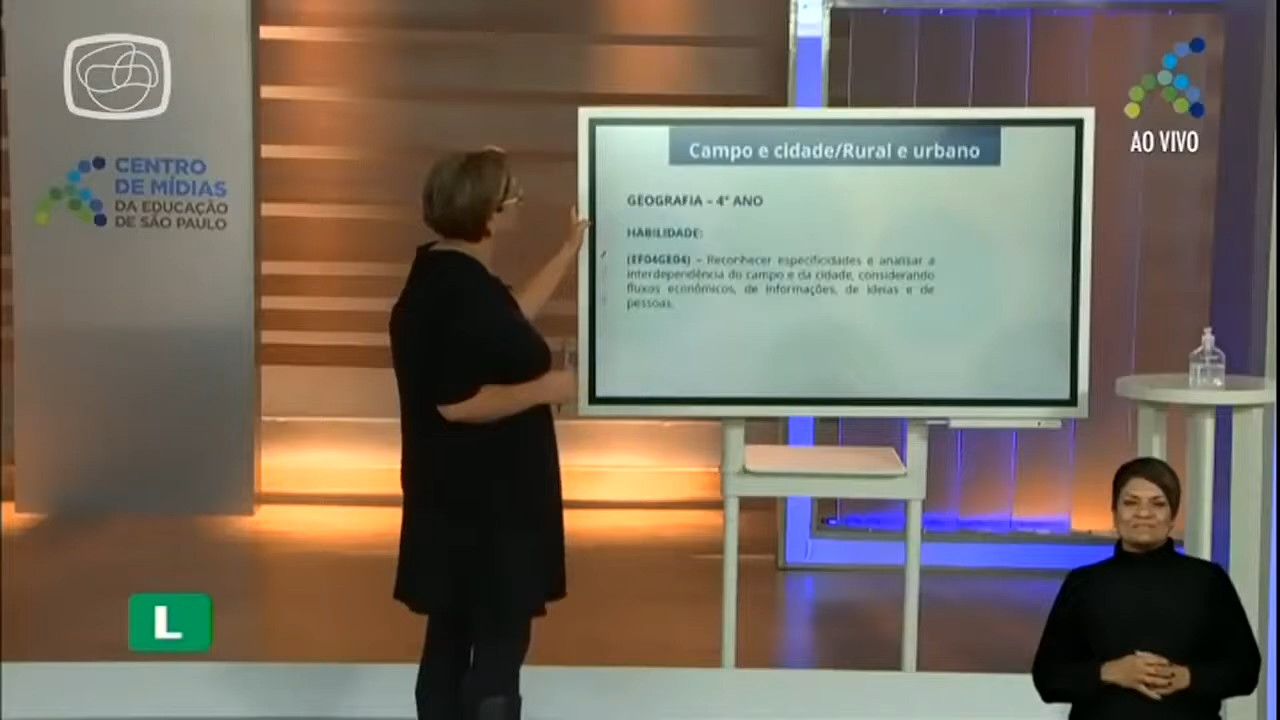 CENTRO
DE MÍDIAS
DA EDUCAÇÃO
DE SÃO PAULO
AO VIVO
Campo e cidade/Rural e urbano
GEOGRAFIA – 4° ANO
HABILIDADE:
(EF04GE04) – Reconhecer especificidades e analisar a
interdependência do campo e da cidade, considerando
fluxos econômicos, de informações, de ideias e de
pessoas.
L